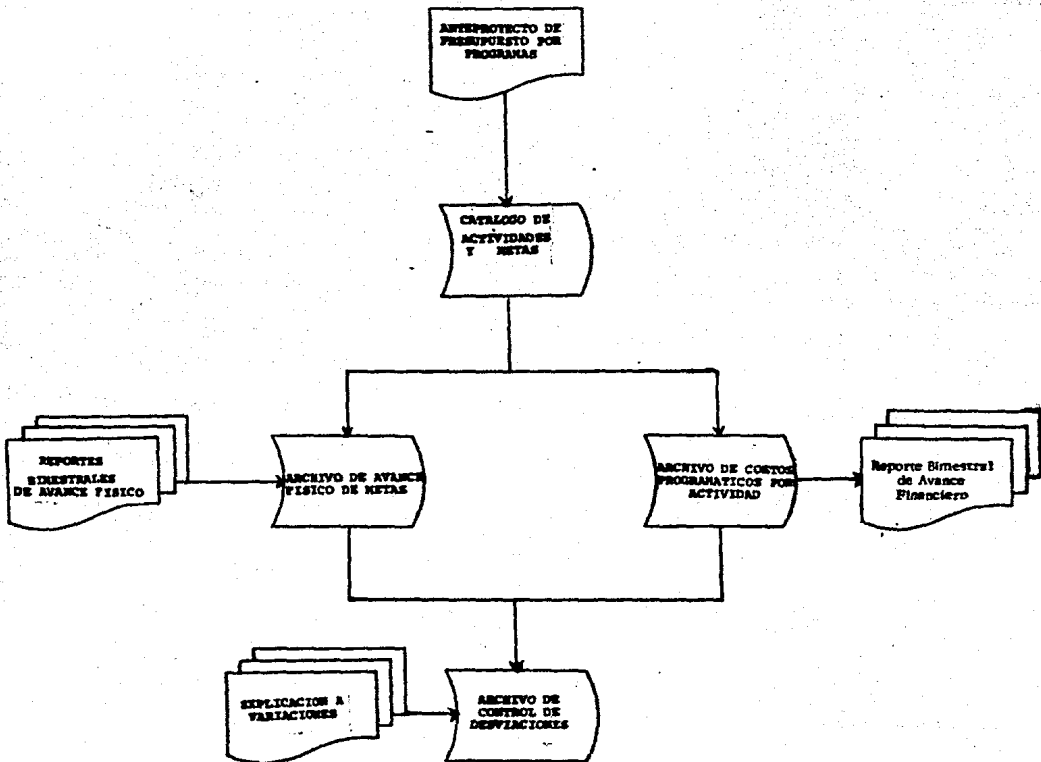 ANTEPROYECTO DE
PRESUPUESTO POR
PROGRAMAS
CATALOGO DE
ACTIVIDADES
Y METAS
REPORTES
BIMESTRALES
DE AVANCE FISICO
ARCHIVO DE AVANCE
FISICO DE METAS
ARCHIVO DE COSTOS
PROGRAMATICOS POR
ACTIVIDAD
Reporte Bimestral
de Avance
Financiero
EXPLICACION A
VARIACIONES
ARCHIVO DE
CONTROL DE
DESVIACIONES